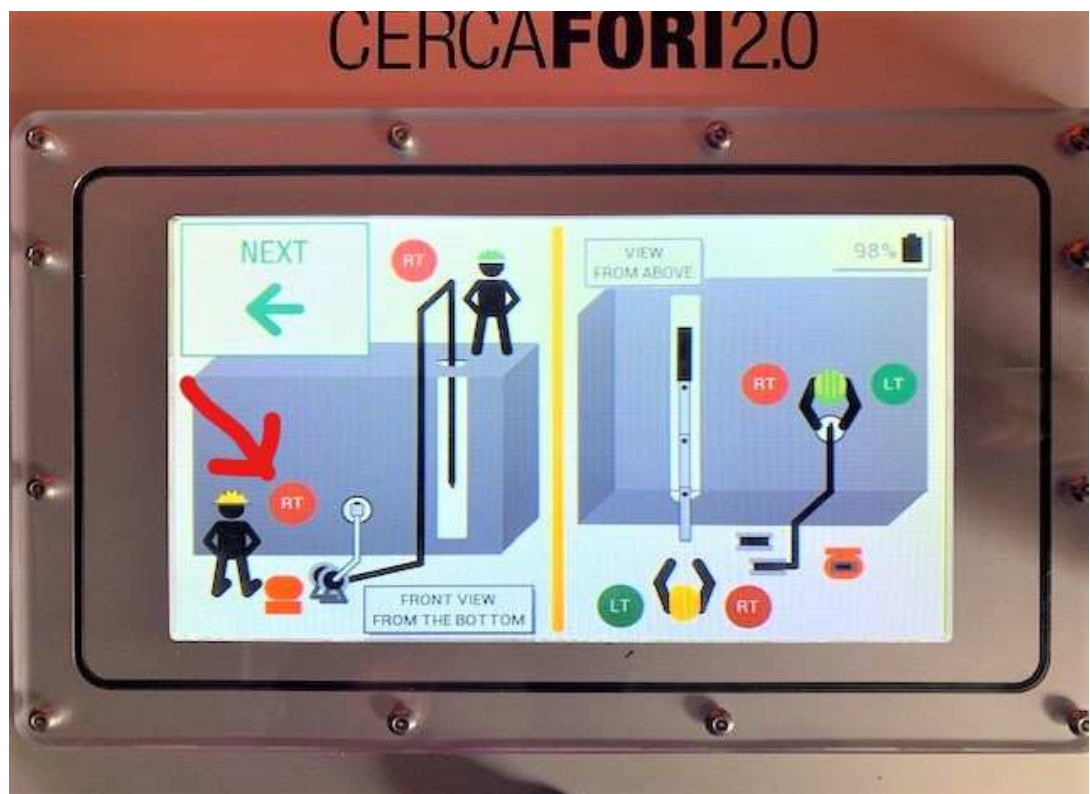 CERCAFORI2.0
NEXT
RT
RT
FRONT VIEW
FROM THE BOTTOM
VIEW
FROM ABOVE
98%
RT
LT
LT
RT